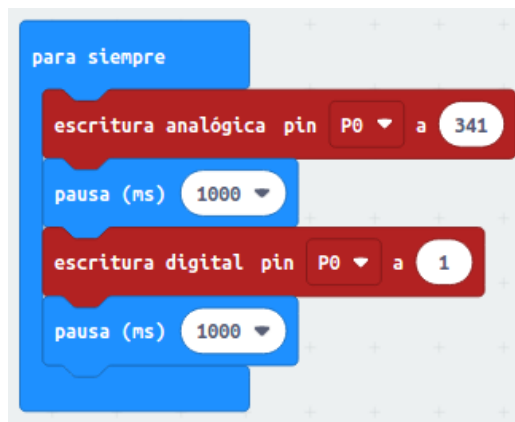 para siempre
escritura analógica pin P0 a 341
pausa (ms) 1000
escritura digital pin P0 a 1
pausa (ms) 1000